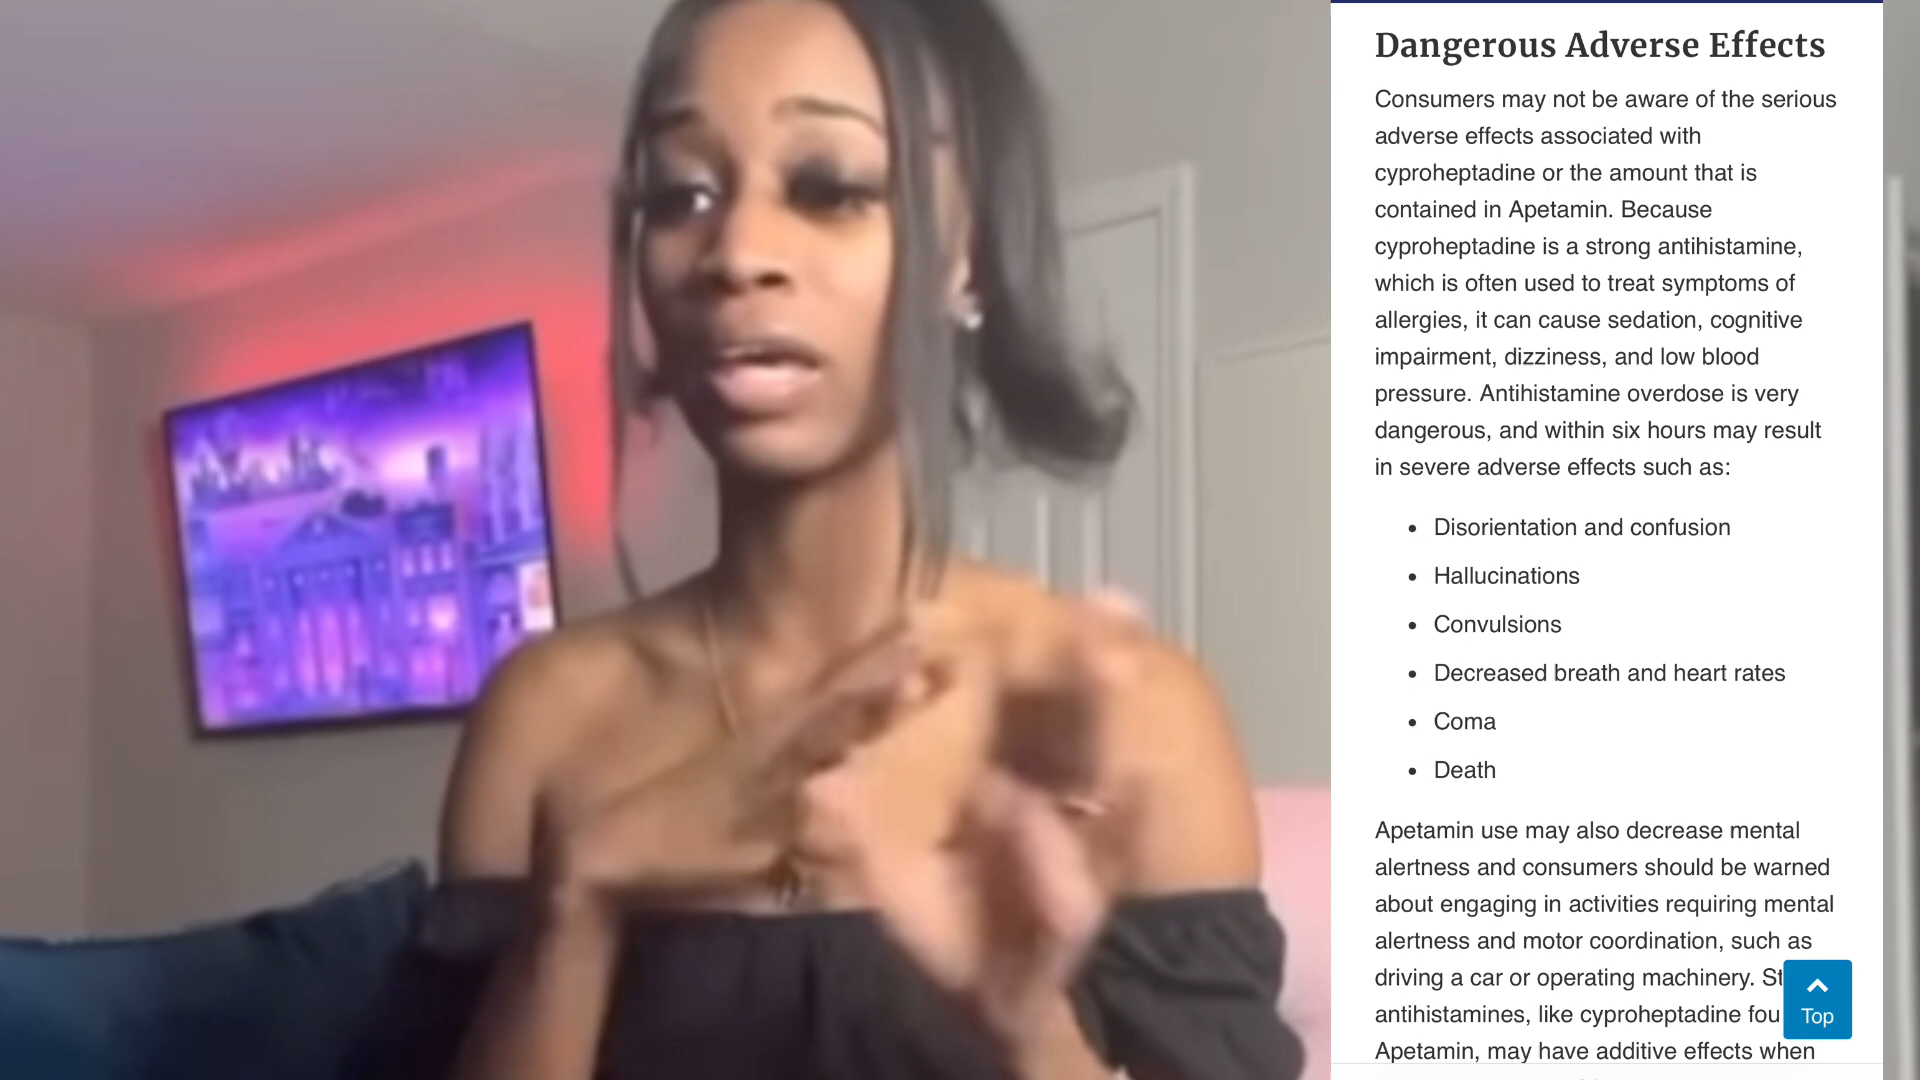 Dangerous Adverse Effects
Consumers may not be aware of the serious
adverse effects associated with
cyproheptadine or the amount that is
contained in Apetamin. Because
cyproheptadine is a strong antihistamine,
which is often used to treat symptoms of
allergies, it can cause sedation, cognitive
impairment, dizziness, and low blood
pressure. Antihistamine overdose is very
dangerous, and within six hours may result
in severe adverse effects such as:
• Disorientation and confusion
• Hallucinations
• Convulsions
• Decreased breath and heart rates
• Coma
• Death
Apetamin use may also decrease mental
alertness and consumers should be warned
about engaging in activities requiring mental
alertness and motor coordination, such as
driving a car or operating machinery.
antihistamines, like cyproheptadine
Apetamin, may have additive effects when
Top